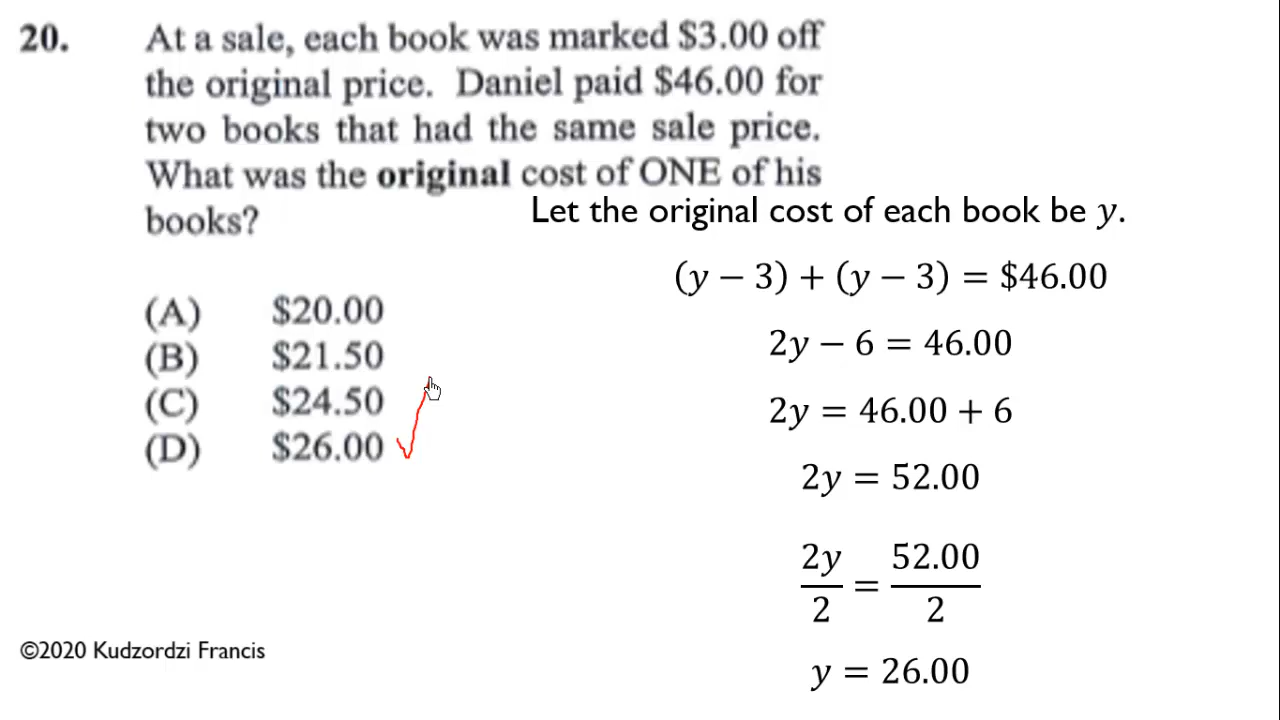 20. At a sale, each book was marked $3.00 off
the original price. Daniel paid $46.00 for
two books that had the same sale price.
What was the original cost of ONE of his
books?
(A) $20.00
(B) $21.50
(C) $24.50
(D) $26.00
Let the original cost of each book be y.
(y − 3) + (y − 3) = $46.00
2y − 6 = 46.00
2y = 46.00 + 6
2y = 52.00
2y/2 = 52.00/2
y = 26.00
©2020 Kudzordzi Francis